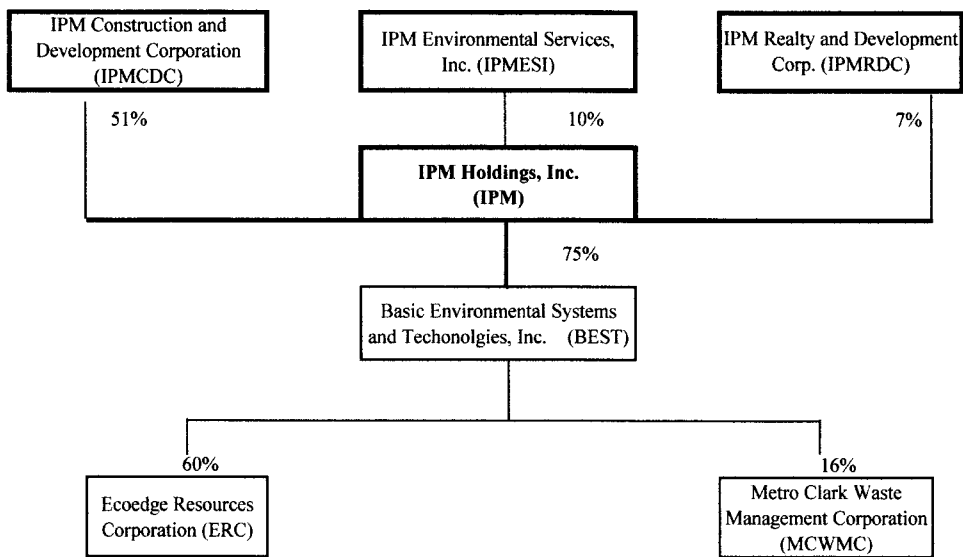 IPM Construction and
Development Corporation
(IPMCDC)
IPM Environmental Services,
Inc. (IPMESI)
IPM Realty and Development
Corp. (IPMRDC)
51%
10%
7%
IPM Holdings, Inc.
(IPM)
75%
Basic Environmental Systems
and Techonolgies, Inc. (BEST)
60%
16%
Ecoedge Resources
Corporation (ERC)
Metro Clark Waste
Management Corporation
(MCWMC)